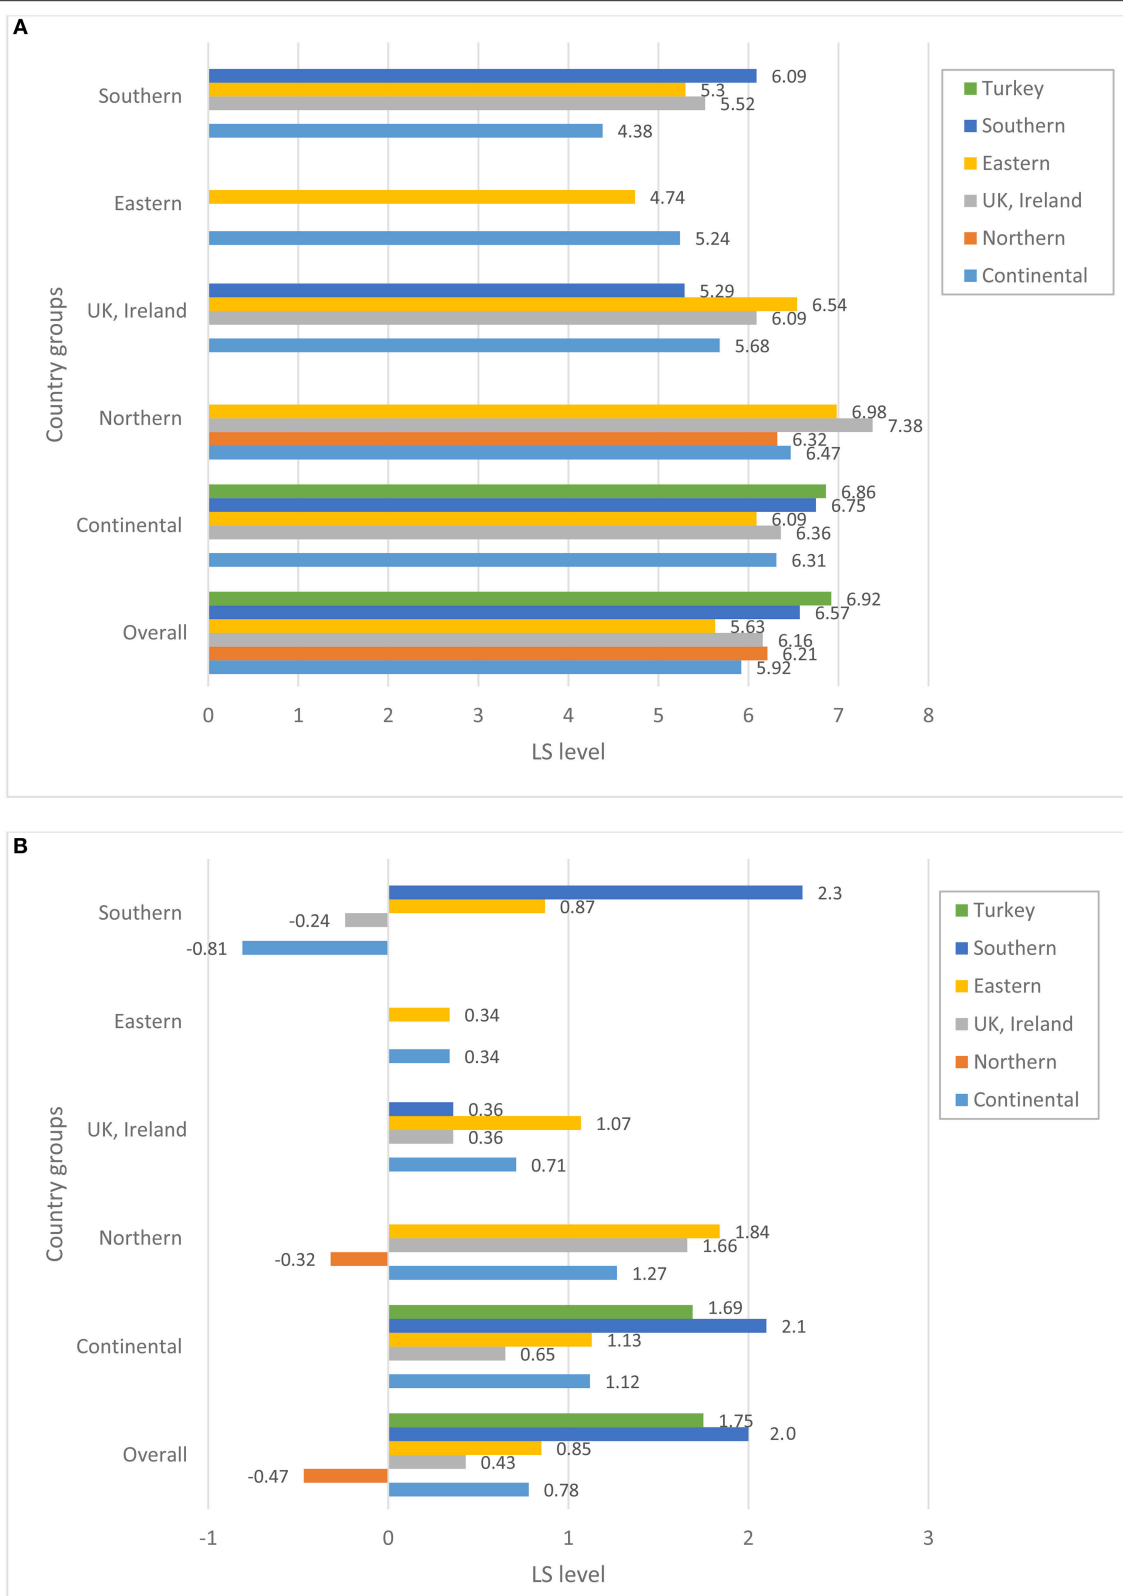 A
Southern
6.09
5.3
5.52
4.38
Eastern
4.74
5.24
UK, Ireland
5.29
6.54
6.09
5.68
Northern
6.98
7.38
6.32
6.47
Continental
6.86
6.75
6.09
6.36
6.31
Overall
6.92
6.57
5.63
6.16
6.21
5.92
Country groups
0 1 2 3 4 5 6 7 8
LS level
Turkey
Southern
Eastern
UK, Ireland
Northern
Continental
B
Southern
2.3
0.87
-0.24
-0.81
Eastern
0.34
0.34
UK, Ireland
0.36
1.07
0.36
0.71
Northern
1.84
1.66
-0.32
1.27
Continental
1.69
2.1
1.13
0.65
1.12
Overall
1.75
2.0
0.85
0.43
-0.47
0.78
Country groups
-1 0 1 2 3
LS level
Turkey
Southern
Eastern
UK, Ireland
Northern
Continental